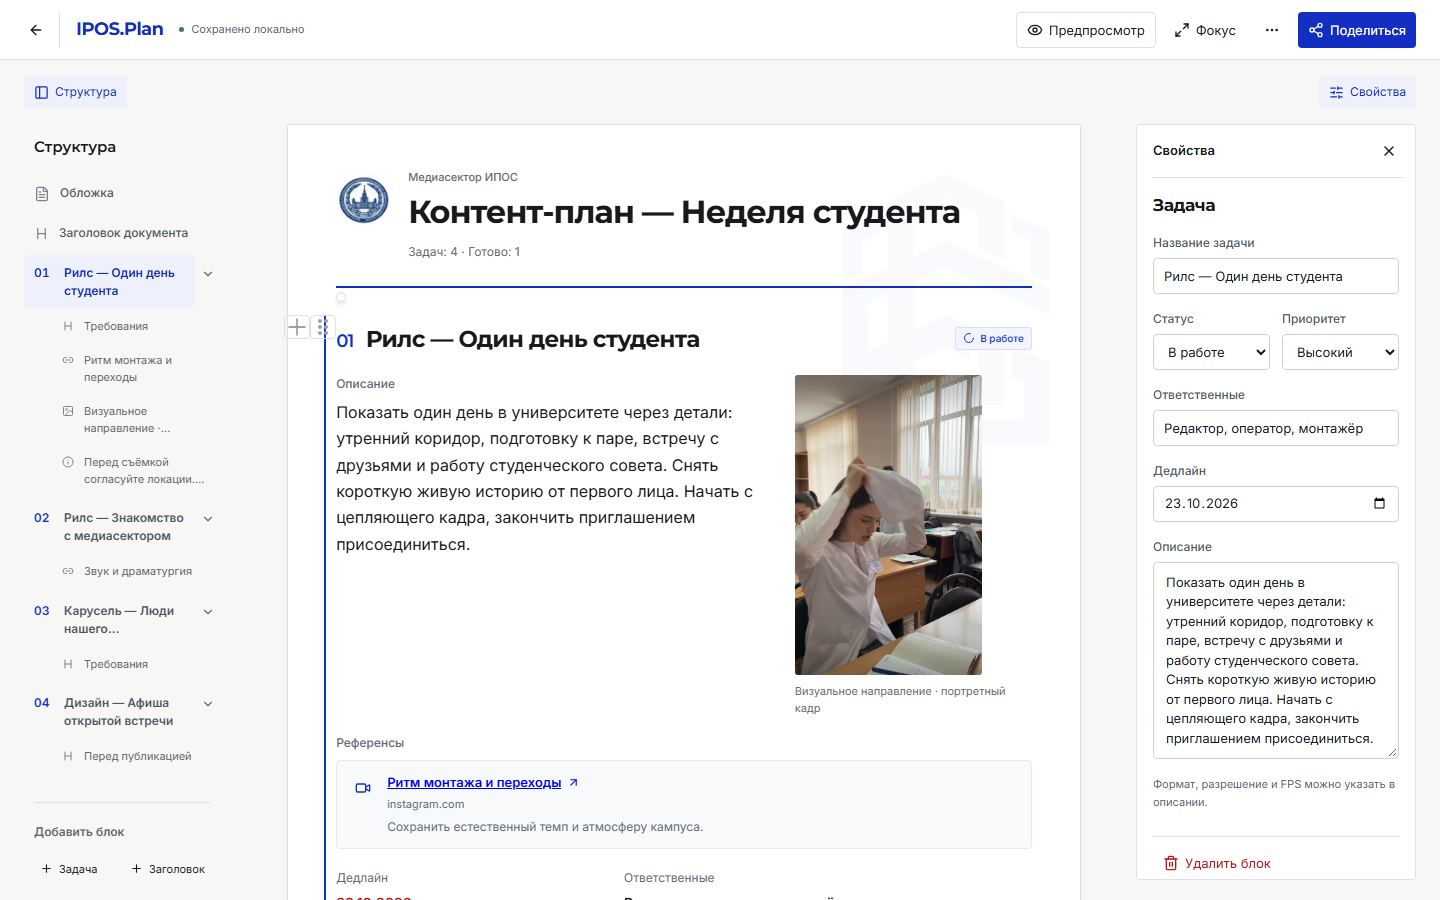 IPOS.Plan
Сохранено локально
Предпросмотр
Фокус
Поделиться
Структура
Свойства
Структура
Обложка
Заголовок документа
01 Рилс — Один день
студента
Требования
Ритм монтажа и
переходы
Визуальное
направление ·...
Перед съёмкой
согласуйте локации....
02 Рилс — Знакомство
с медиасектором
Звук и драматургия
03 Карусель — Люди
нашего...
Требования
04 Дизайн — Афиша
открытой встречи
Перед публикацией
Добавить блок
Задача
Заголовок
Медиасектор ИПОС
Контент-план — Неделя студента
Задач: 4 · Готово: 1
01 Рилс — Один день студента
В работе
Описание
Показать один день в университете через детали:
утренний коридор, подготовку к паре, встречу с
друзьями и работу студенческого совета. Снять
короткую живую историю от первого лица. Начать с
цепляющего кадра, закончить приглашением
присоединиться.
Визуальное направление · портретный
кадр
Референсы
Ритм монтажа и переходы
instagram.com
Сохранить естественный темп и атмосферу кампуса.
Дедлайн
Ответственные
Свойства
Задача
Название задачи
Рилс — Один день студента
Статус
Приоритет
В работе
Высокий
Ответственные
Редактор, оператор, монтажёр
Дедлайн
23.10.2026
Описание
Показать один день в
университете через детали:
утренний коридор, подготовку к
паре, встречу с друзьями и
работу студенческого совета.
Снять короткую живую историю
от первого лица. Начать с
цепляющего кадра, закончить
приглашением присоединиться.
Формат, разрешение и FPS можно указать в
описании.
Удалить блок